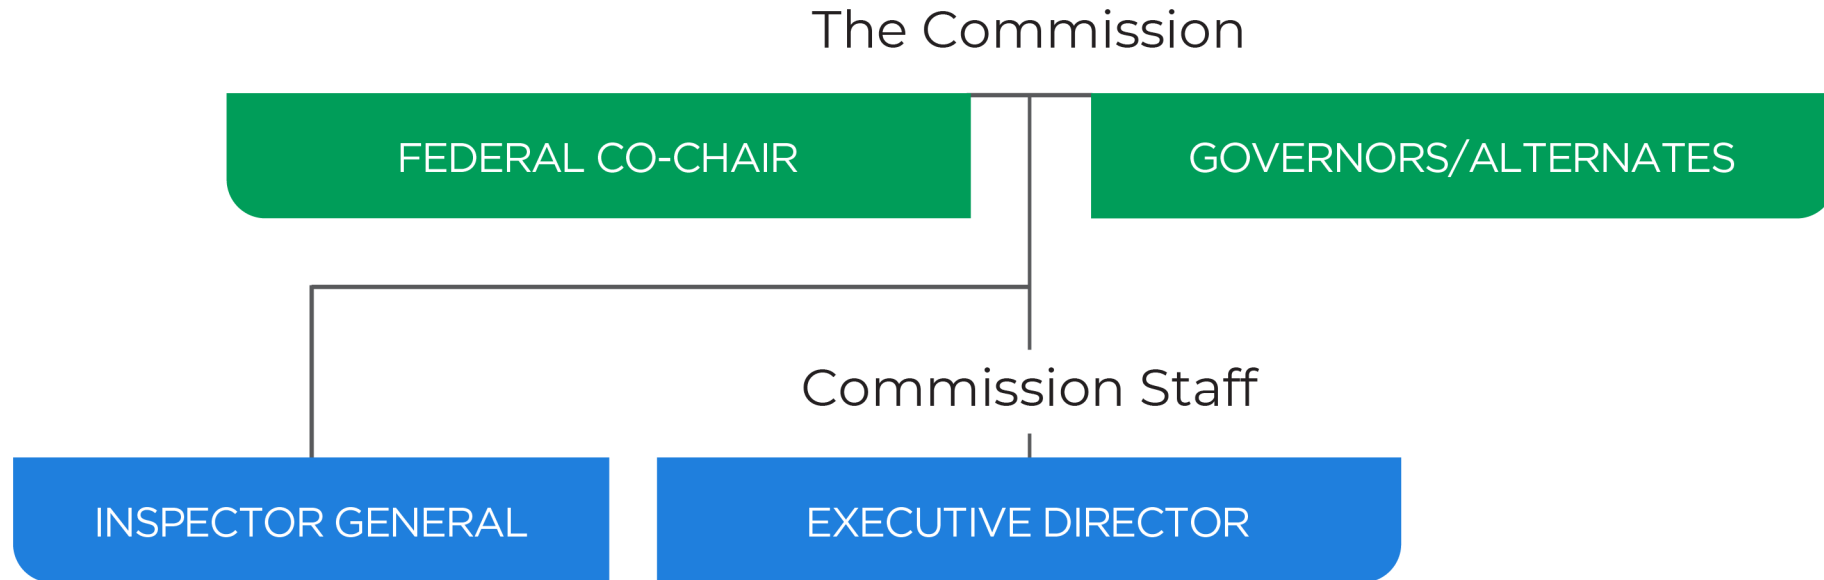 The Commission
FEDERAL CO-CHAIR
GOVERNORS/ALTERNATES
Commission Staff
INSPECTOR GENERAL
EXECUTIVE DIRECTOR